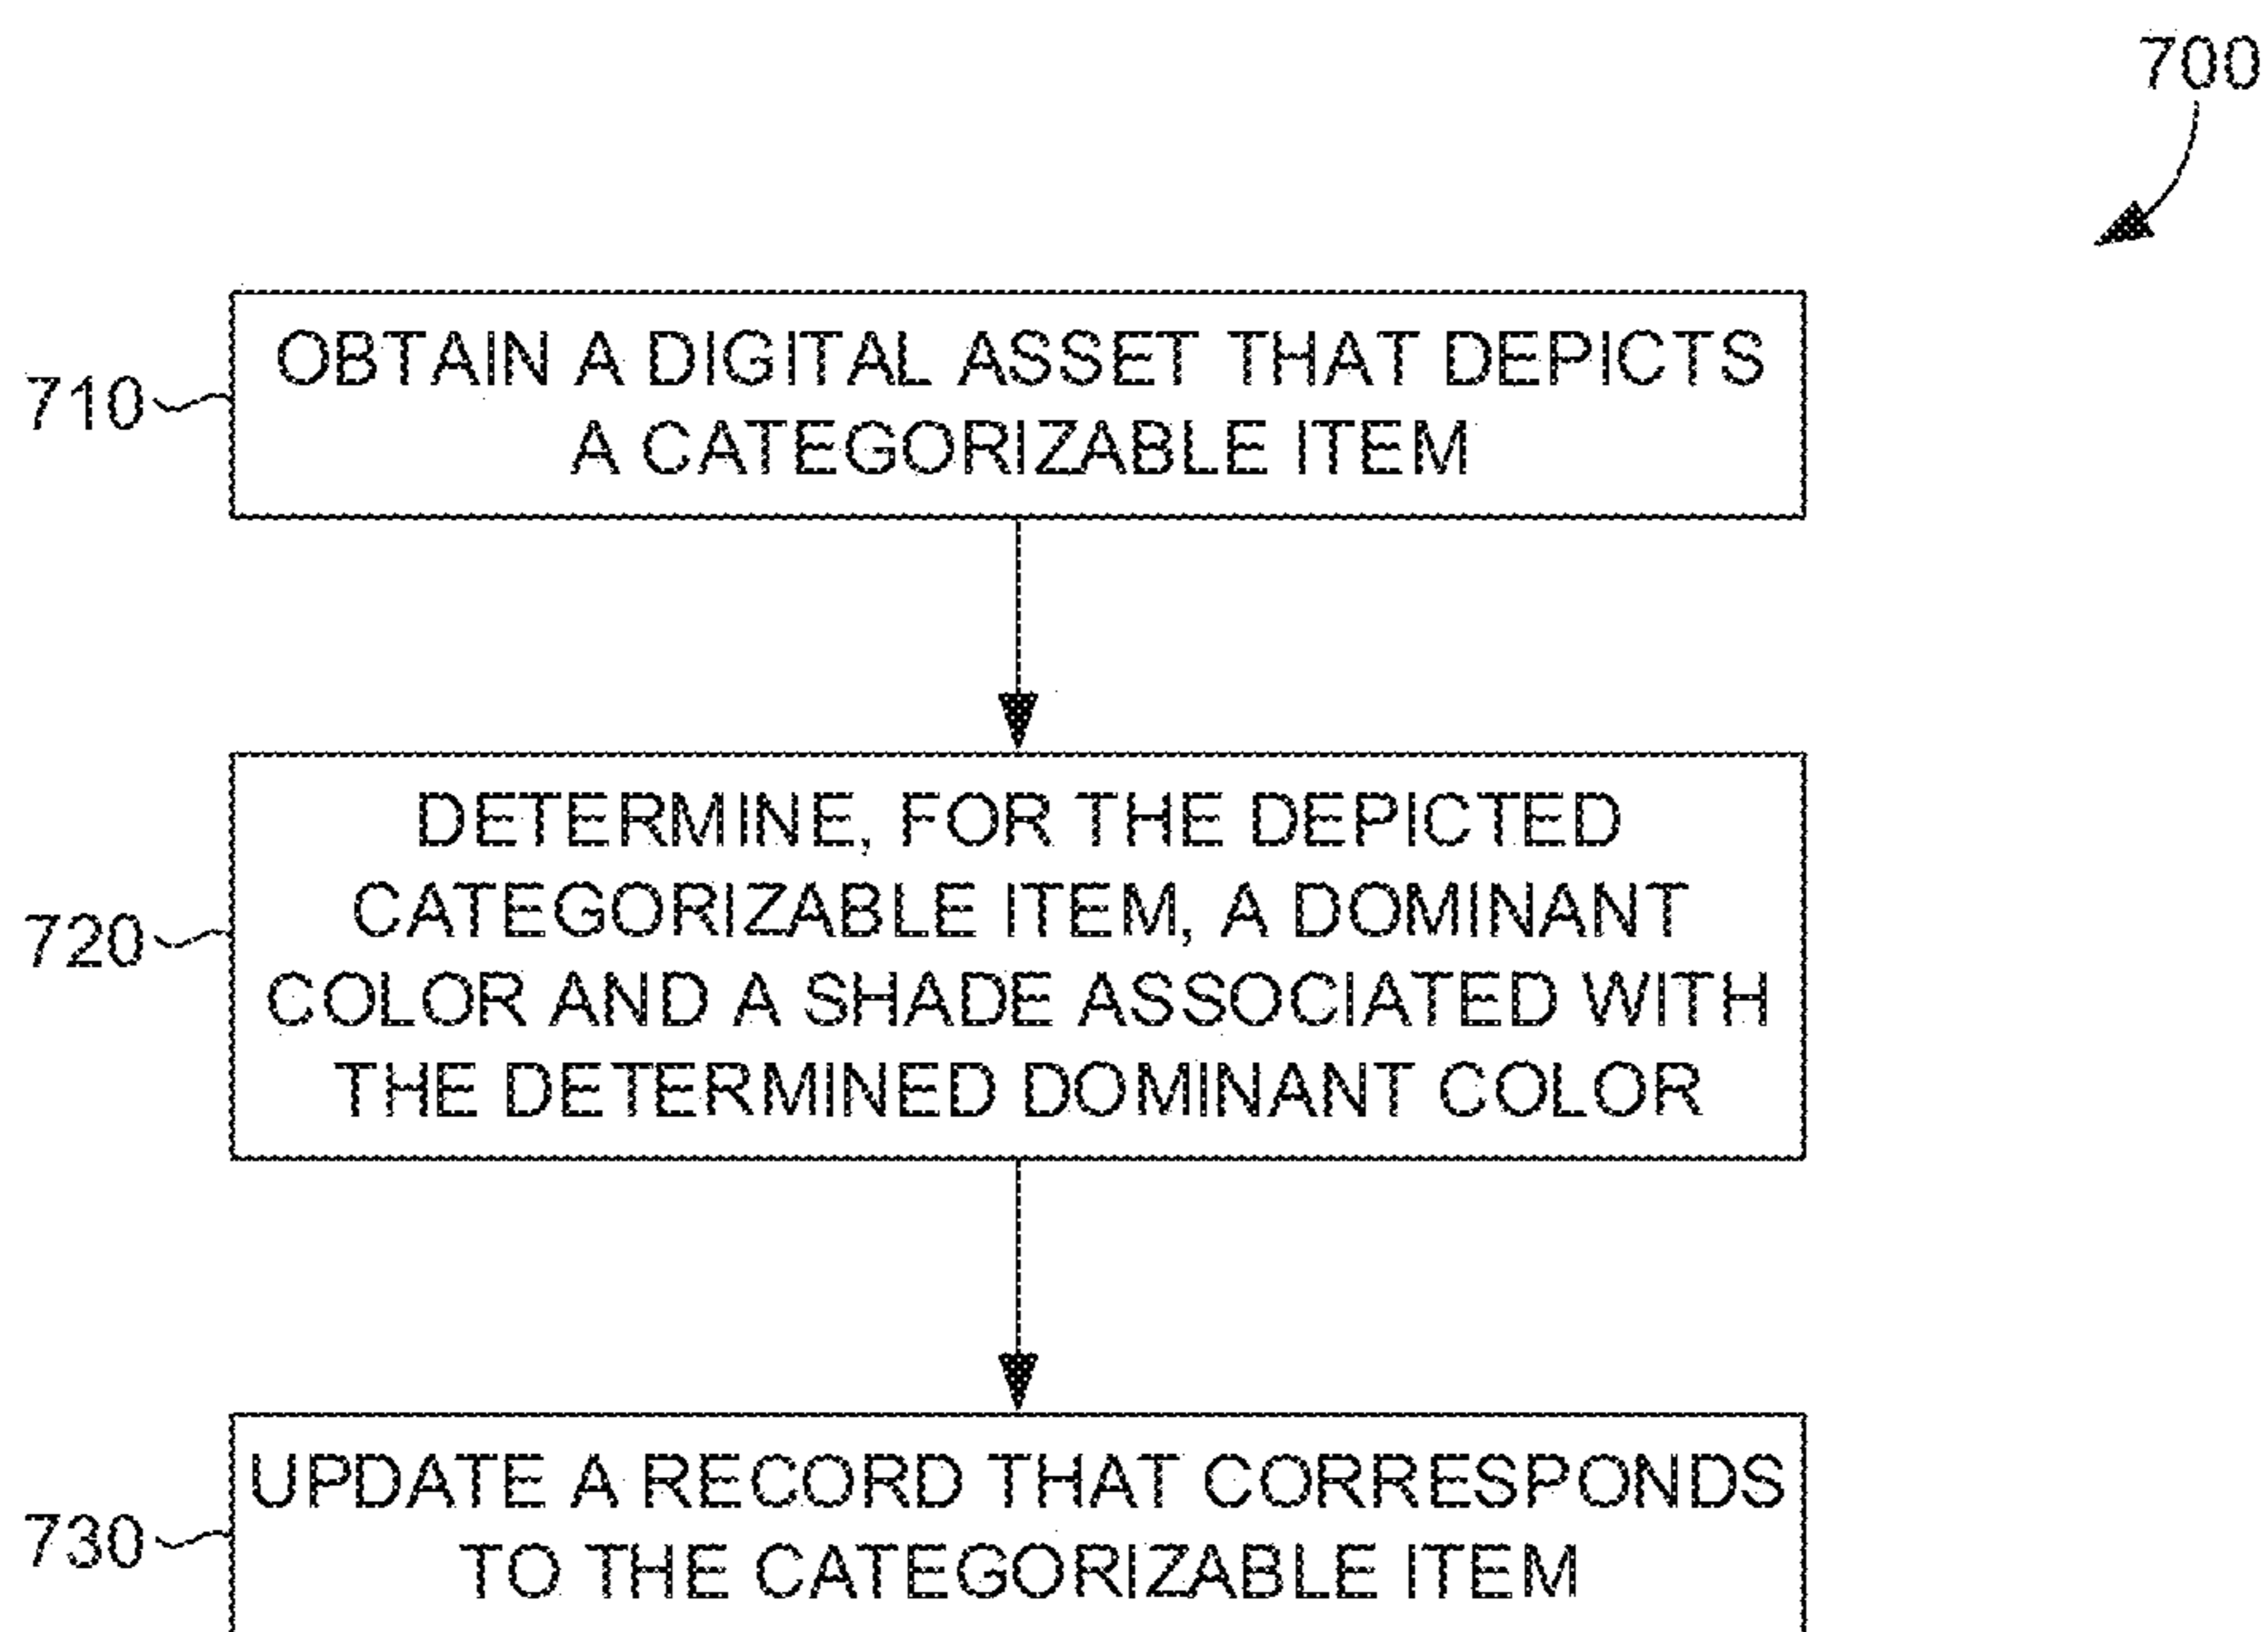 700
710
OBTAIN A DIGITAL ASSET THAT DEPICTS
A CATEGORIZABLE ITEM
720
DETERMINE, FOR THE DEPICTED
CATEGORIZABLE ITEM, A DOMINANT
COLOR AND A SHADE ASSOCIATED WITH
THE DETERMINED DOMINANT COLOR
730
UPDATE A RECORD THAT CORRESPONDS
TO THE CATEGORIZABLE ITEM